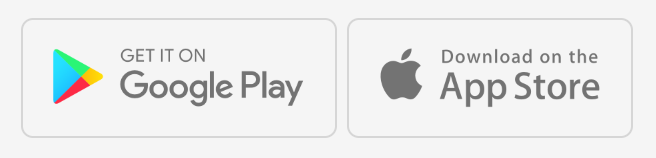 GET IT ON
Google Play
Download on the
App Store